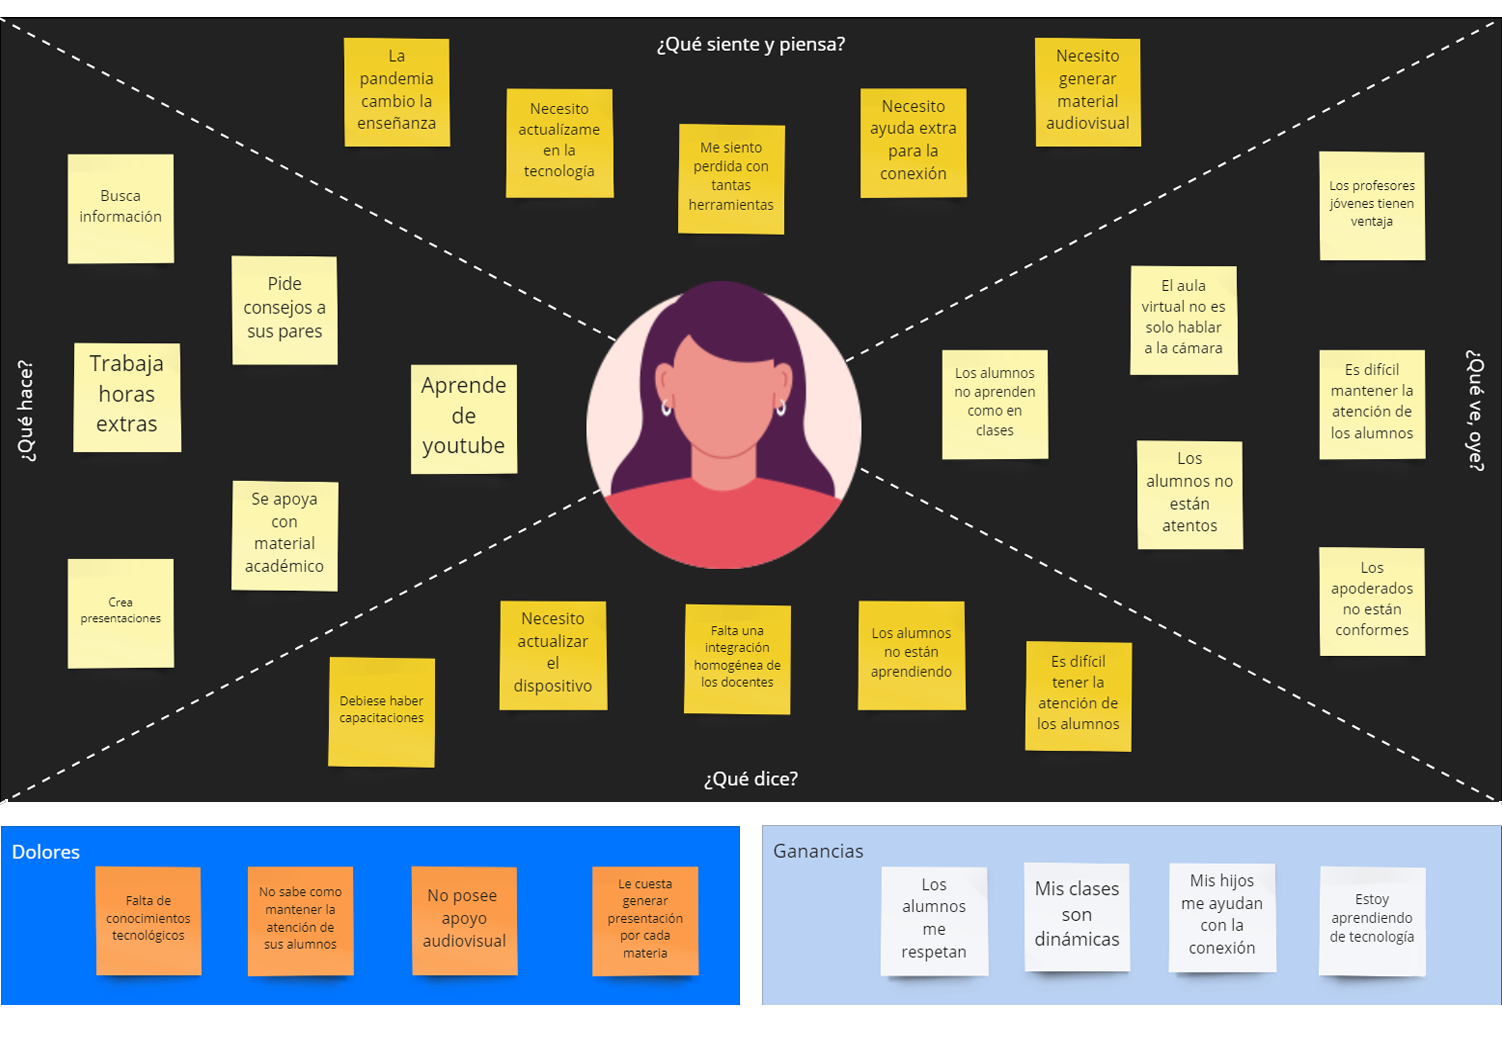 ¿Qué siente y piensa?
La
pandemia
cambio la
enseñanza
Necesito
actualízame
en la
tecnología
Me siento
perdida con
tantas
herramientas
Necesito
ayuda extra
para la
conexión
Necesito
generar
material
audiovisual
¿Qué hace?
Busca
información
Pide
consejos a
sus pares
Trabaja
horas
extras
Aprende
de
youtube
Se apoya
con
material
académico
Crea
presentaciones
¿Qué ve, oye?
Los profesores
jóvenes tienen
ventaja
El aula
virtual no es
solo hablar
a la cámara
Los alumnos
no aprenden
como en
clases
Es difícil
mantener la
atención de
los alumnos
Los
alumnos no
están
atentos
Los
apoderados
no están
conformes
Debiese haber
capacitaciones
Necesito
actualizar
el
dispositivo
Falta una
integración
homogénea de
los docentes
Los alumnos
no están
aprendiendo
Es difícil
tener la
atención de
los alumnos
¿Qué dice?
Dolores
Falta de
conocimientos
tecnológicos
No sabe como
mantener la
atención de
sus alumnos
No posee
apoyo
audiovisual
Le cuesta
generar
presentación
por cada
materia
Ganancias
Los
alumnos
me
respetan
Mis clases
son
dinámicas
Mis hijos
me ayudan
con la
conexión
Estoy
aprendiendo
de tecnología